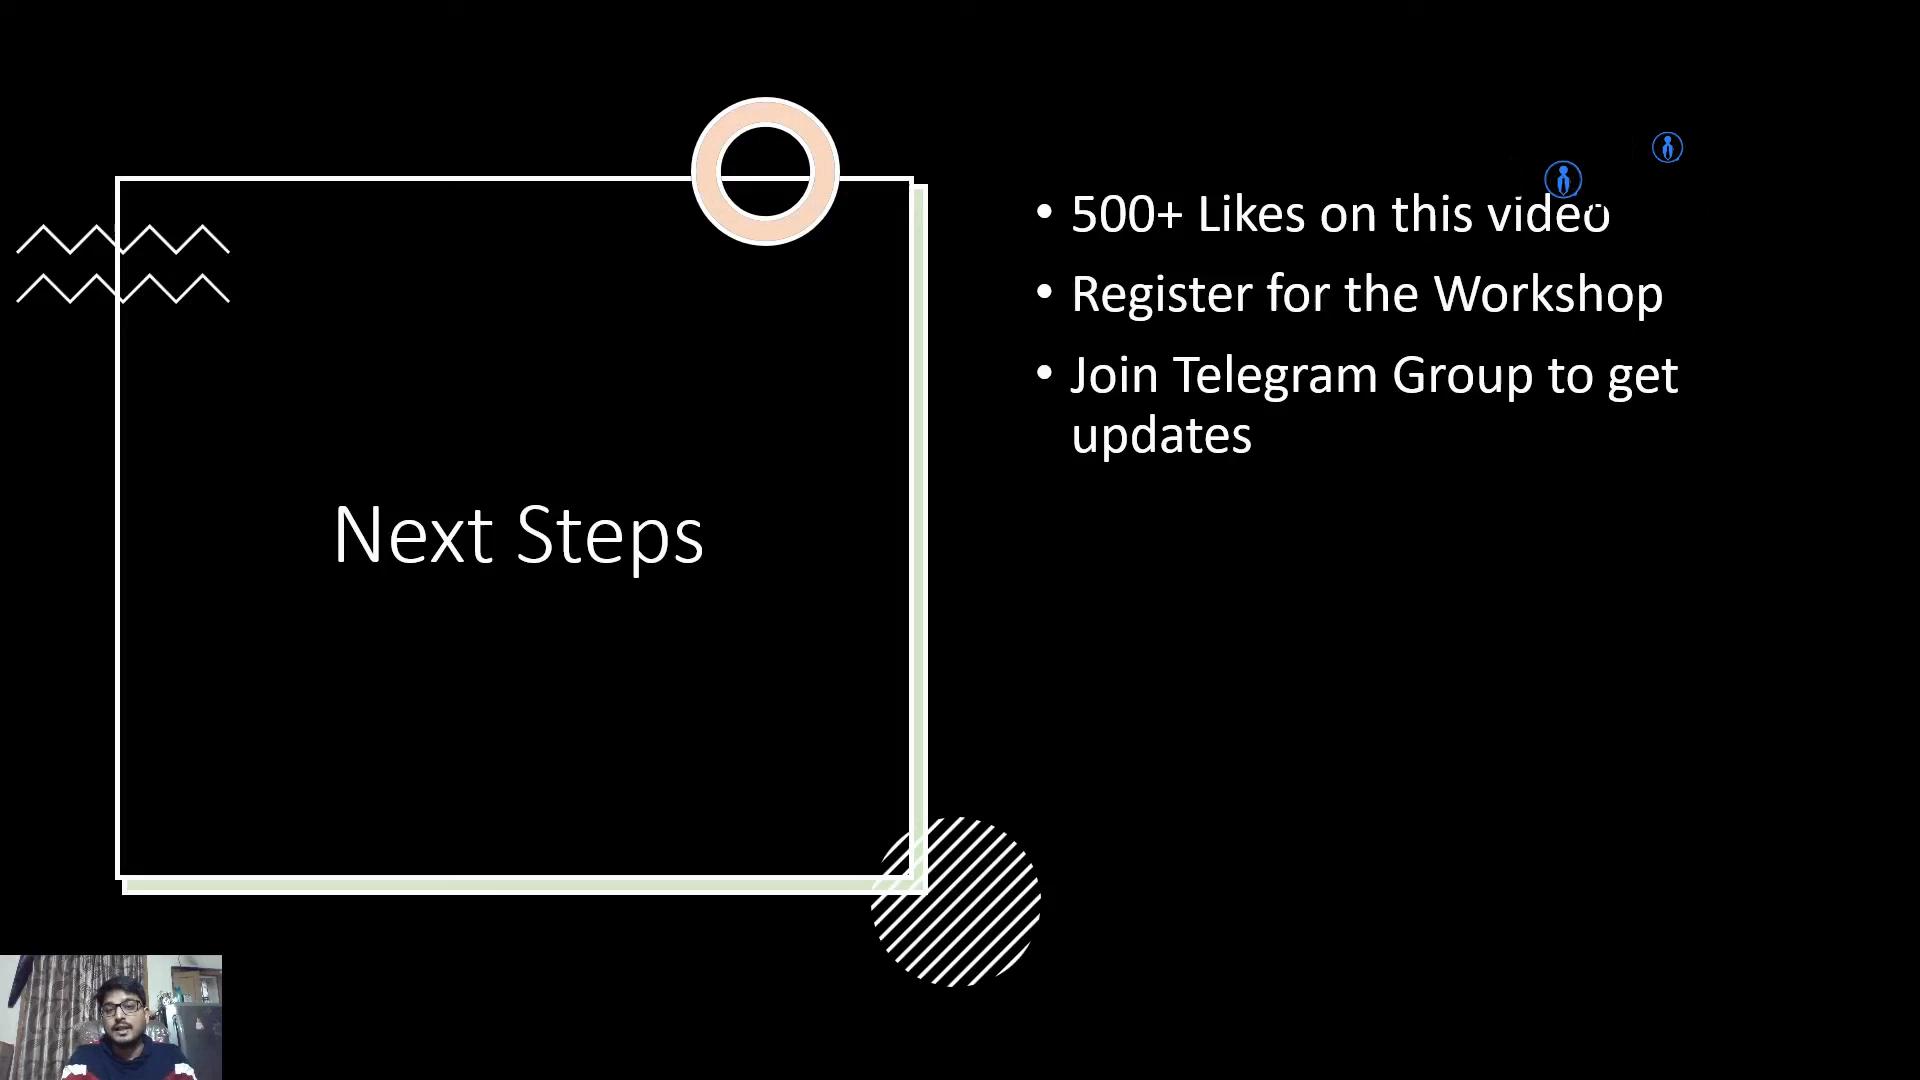 Next Steps
• 500+ Likes on this video
• Register for the Workshop
• Join Telegram Group to get
updates